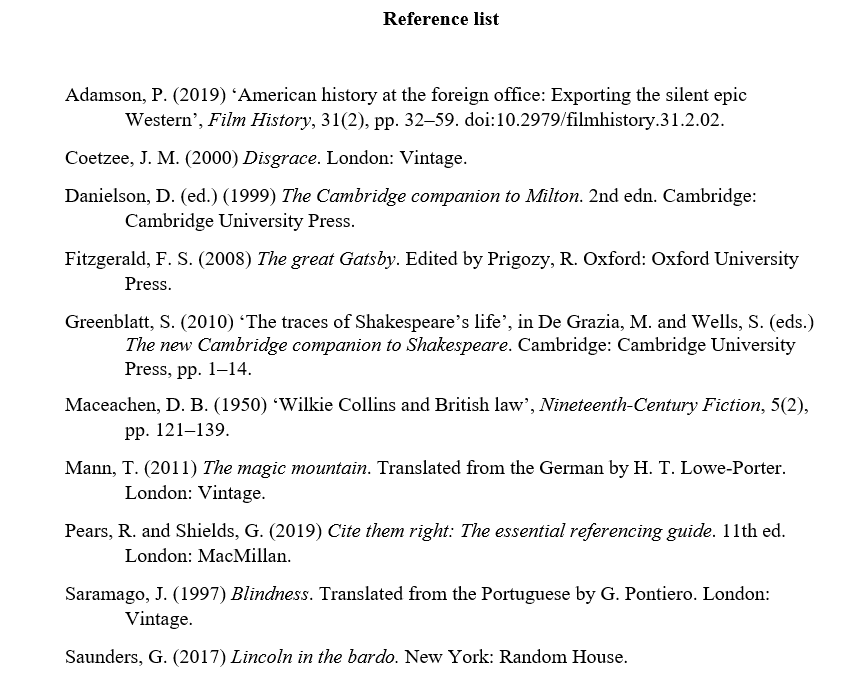 Reference list
Adamson, P. (2019) ‘American history at the foreign office: Exporting the silent epic
Western’, Film History, 31(2), pp. 32–59. doi:10.2979/filmhistory.31.2.02.
Coetzee, J. M. (2000) Disgrace. London: Vintage.
Danielson, D. (ed.) (1999) The Cambridge companion to Milton. 2nd edn. Cambridge:
Cambridge University Press.
Fitzgerald, F. S. (2008) The great Gatsby. Edited by Prigozy, R. Oxford: Oxford University
Press.
Greenblatt, S. (2010) ‘The traces of Shakespeare’s life’, in De Grazia, M. and Wells, S. (eds.)
The new Cambridge companion to Shakespeare. Cambridge: Cambridge University
Press, pp. 1–14.
Maceachen, D. B. (1950) ‘Wilkie Collins and British law’, Nineteenth-Century Fiction, 5(2),
pp. 121–139.
Mann, T. (2011) The magic mountain. Translated from the German by H. T. Lowe-Porter.
London: Vintage.
Pears, R. and Shields, G. (2019) Cite them right: The essential referencing guide. 11th ed.
London: MacMillan.
Saramago, J. (1997) Blindness. Translated from the Portuguese by G. Pontiero. London:
Vintage.
Saunders, G. (2017) Lincoln in the bardo. New York: Random House.